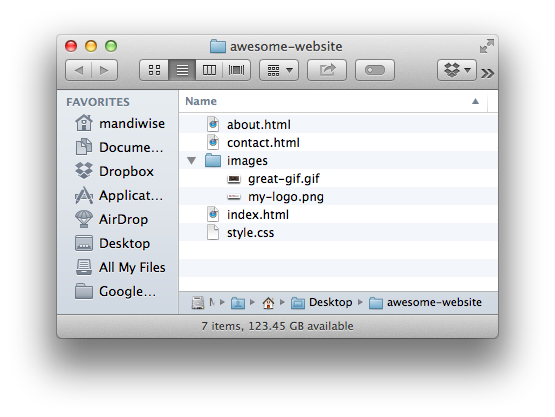 awesome-website
FAVORITES
mandiwise
Docume...
Dropbox
Applicat...
AirDrop
Desktop
All My Files
Google...
Name
about.html
contact.html
images
great-gif.gif
my-logo.png
index.html
style.css
Desktop
awesome-website
7 items, 123.45 GB available